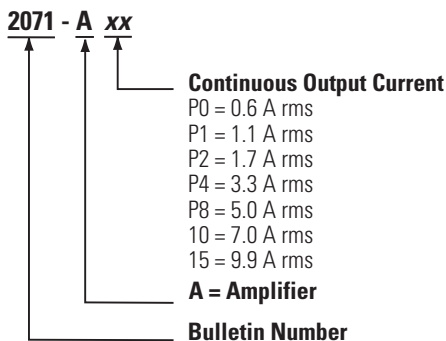 2071 - A xx
Continuous Output Current
P0 = 0.6 A rms
P1 = 1.1 A rms
P2 = 1.7 A rms
P4 = 3.3 A rms
P8 = 5.0 A rms
10 = 7.0 A rms
15 = 9.9 A rms
A = Amplifier
Bulletin Number